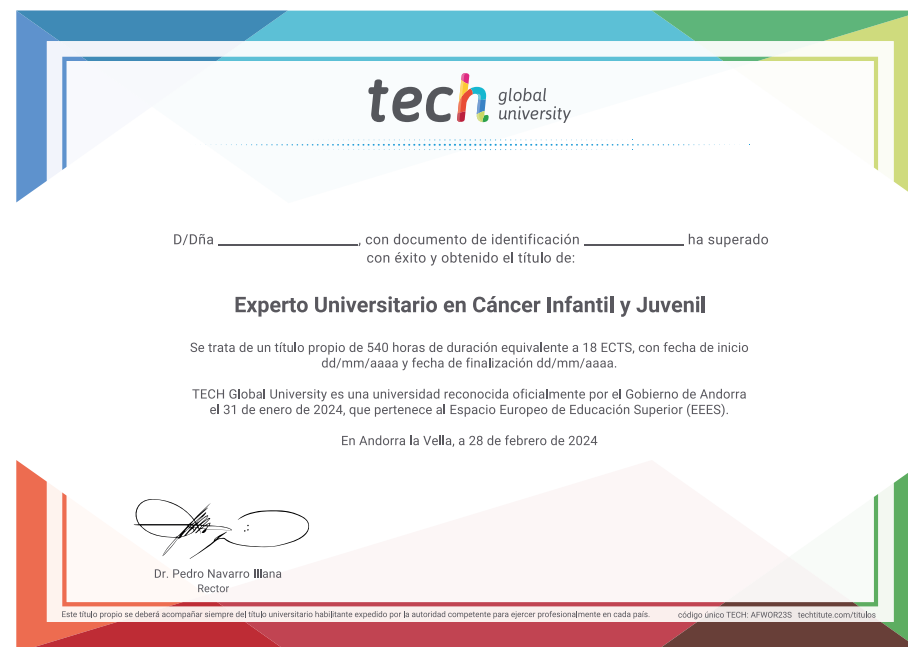 tech global university
D/Dña ________________, con documento de identificación ____________ ha superado
con éxito y obtenido el título de:
Experto Universitario en Cáncer Infantil y Juvenil
Se trata de un título propio de 540 horas de duración equivalente a 18 ECTS, con fecha de inicio
dd/mm/aaaa y fecha de finalización dd/mm/aaaa.
TECH Global University es una universidad reconocida oficialmente por el Gobierno de Andorra
el 31 de enero de 2024, que pertenece al Espacio Europeo de Educación Superior (EEES).
En Andorra la Vella, a 28 de febrero de 2024
Dr. Pedro Navarro Illana
Rector
Este título propio se deberá acompañar siempre del título universitario habilitante expedido por la autoridad competente para ejercer profesionalmente en cada país. código único TECH: AFWOR23S techtitute.com/titulos